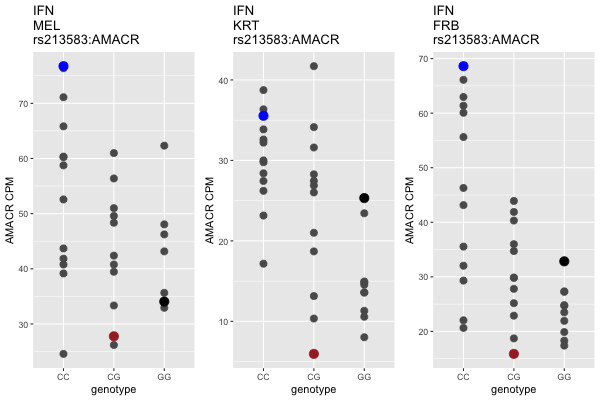 IFN
MEL
rs213583:AMACR
AMACR CPM
70
60
50
40
30
CC
CG
GG
genotype
IFN
KRT
rs213583:AMACR
AMACR CPM
40
30
20
10
CC
CG
GG
genotype
IFN
FRB
rs213583:AMACR
AMACR CPM
70
60
50
40
30
20
CC
CG
GG
genotype